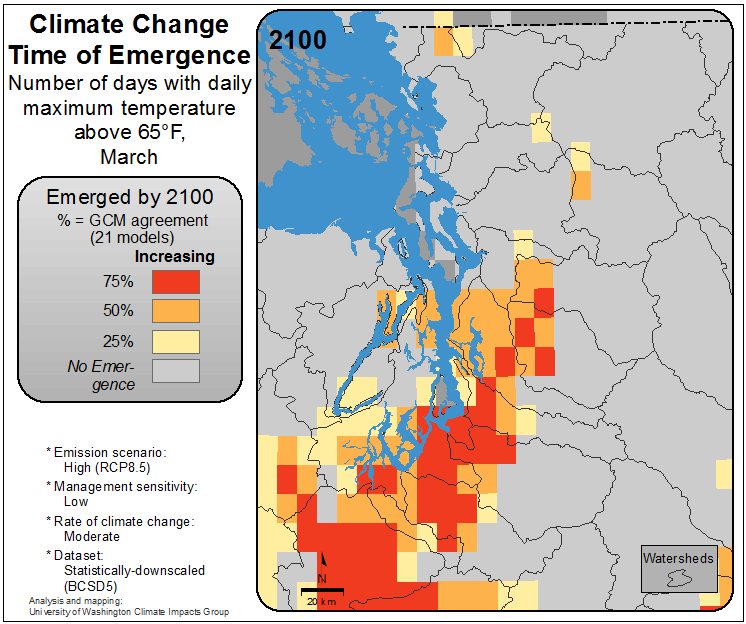 Climate Change
Time of Emergence
Number of days with daily
maximum temperature
above 65°F,
March
Emerged by 2100
% = GCM agreement
(21 models)
Increasing
75%
50%
25%
No Emer-
gence
* Emission scenario:
High (RCP8.5)
* Management sensitivity:
Low
* Rate of climate change:
Moderate
* Dataset:
Statistically-downscaled
(BCSD5)
Analysis and mapping:
University of Washington Climate Impacts Group
2100
N
20 km
Watersheds